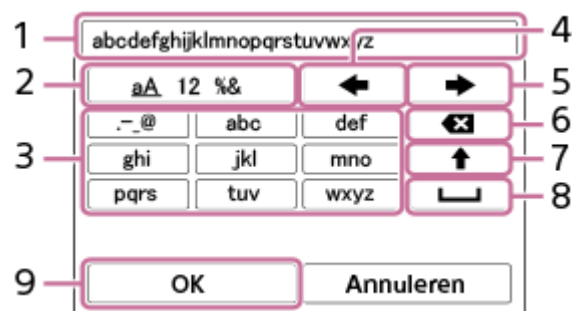 1 abcdefghijklmnopqrstuvwxyz 4
2 aA 12 %& 5
.-_@ abc def 6
3 ghi jkl mno 7
pqrs tuv wxyz 8
9 OK Annuleren